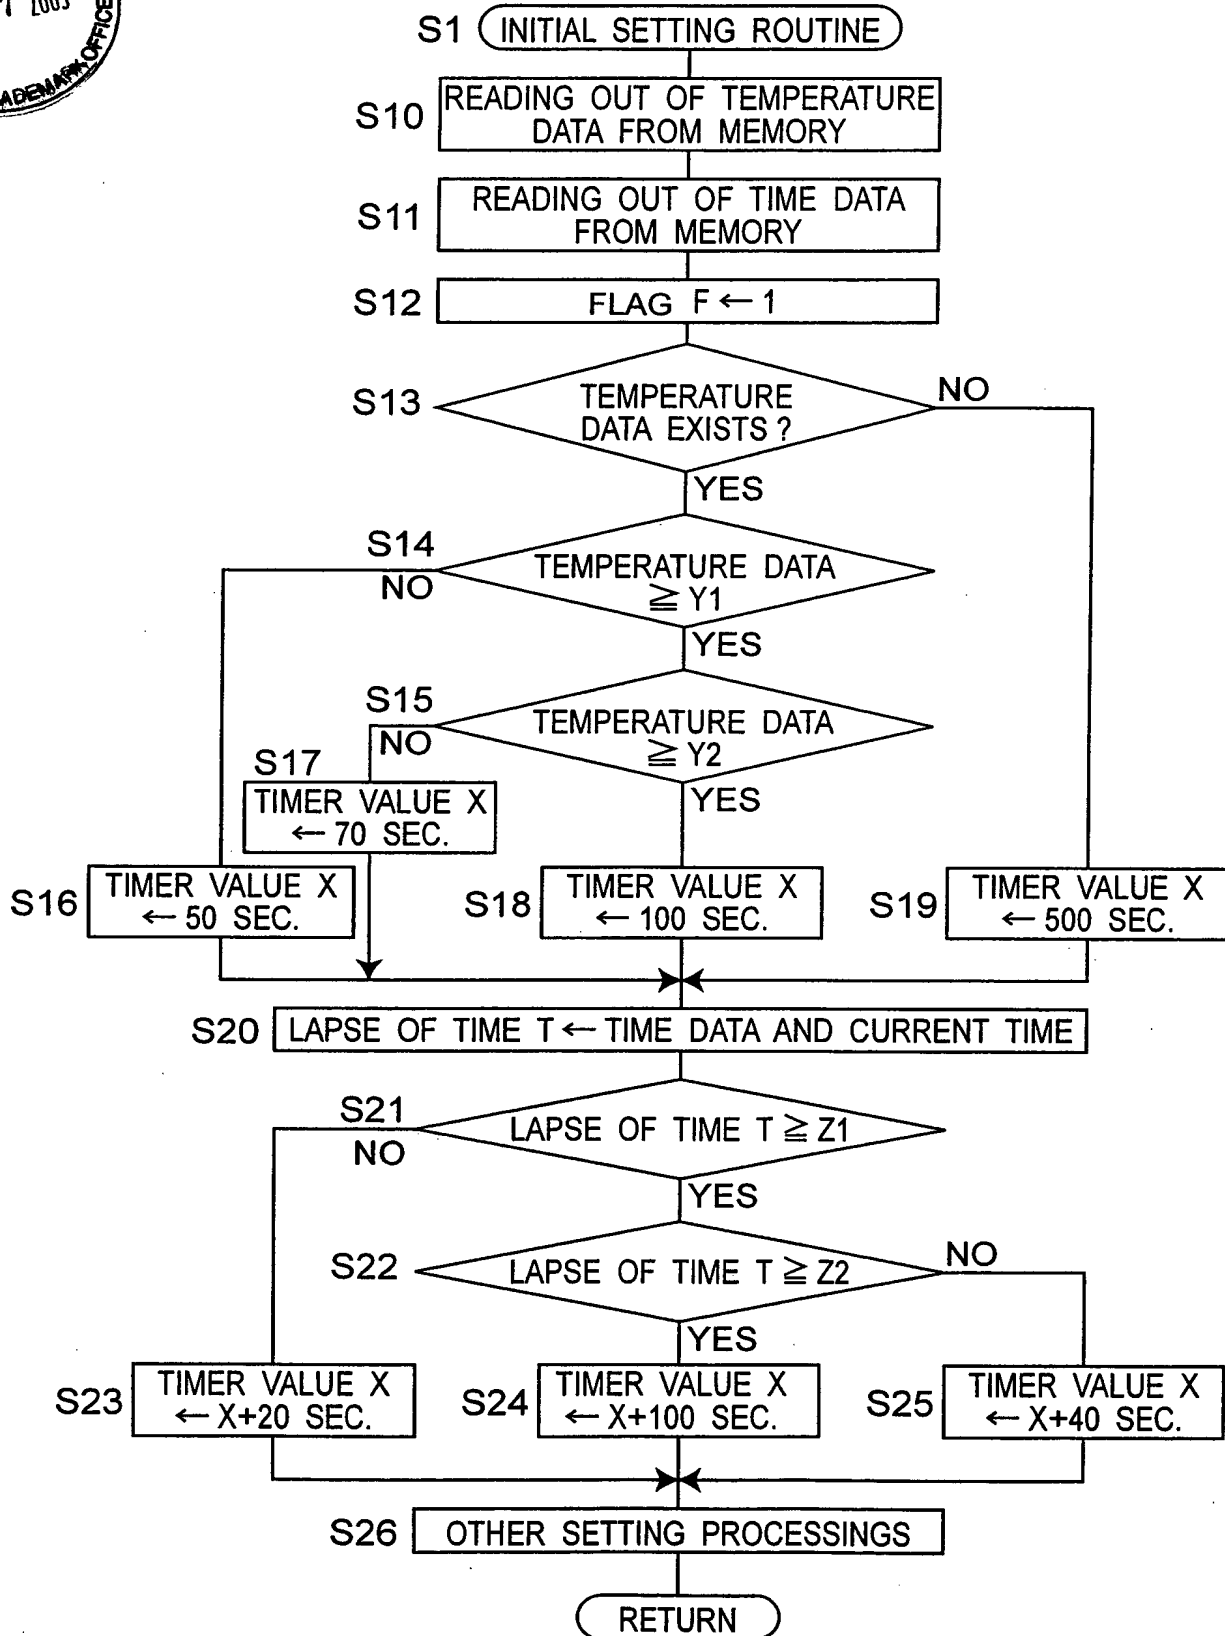 2003
TRADEMARK OFFICE
S1 INITIAL SETTING ROUTINE
S10 READING OUT OF TEMPERATURE
DATA FROM MEMORY
S11 READING OUT OF TIME DATA
FROM MEMORY
S12 FLAG F ← 1
S13 TEMPERATURE
DATA EXISTS ?
NO
YES
S14 TEMPERATURE DATA
≧ Y1
NO
YES
S15 TEMPERATURE DATA
≧ Y2
NO
YES
S17 TIMER VALUE X
← 70 SEC.
S16 TIMER VALUE X
← 50 SEC.
S18 TIMER VALUE X
← 100 SEC.
S19 TIMER VALUE X
← 500 SEC.
S20 LAPSE OF TIME T ← TIME DATA AND CURRENT TIME
S21 LAPSE OF TIME T ≧ Z1
NO
YES
S22 LAPSE OF TIME T ≧ Z2
NO
YES
S23 TIMER VALUE X
← X+20 SEC.
S24 TIMER VALUE X
← X+100 SEC.
S25 TIMER VALUE X
← X+40 SEC.
S26 OTHER SETTING PROCESSINGS
RETURN